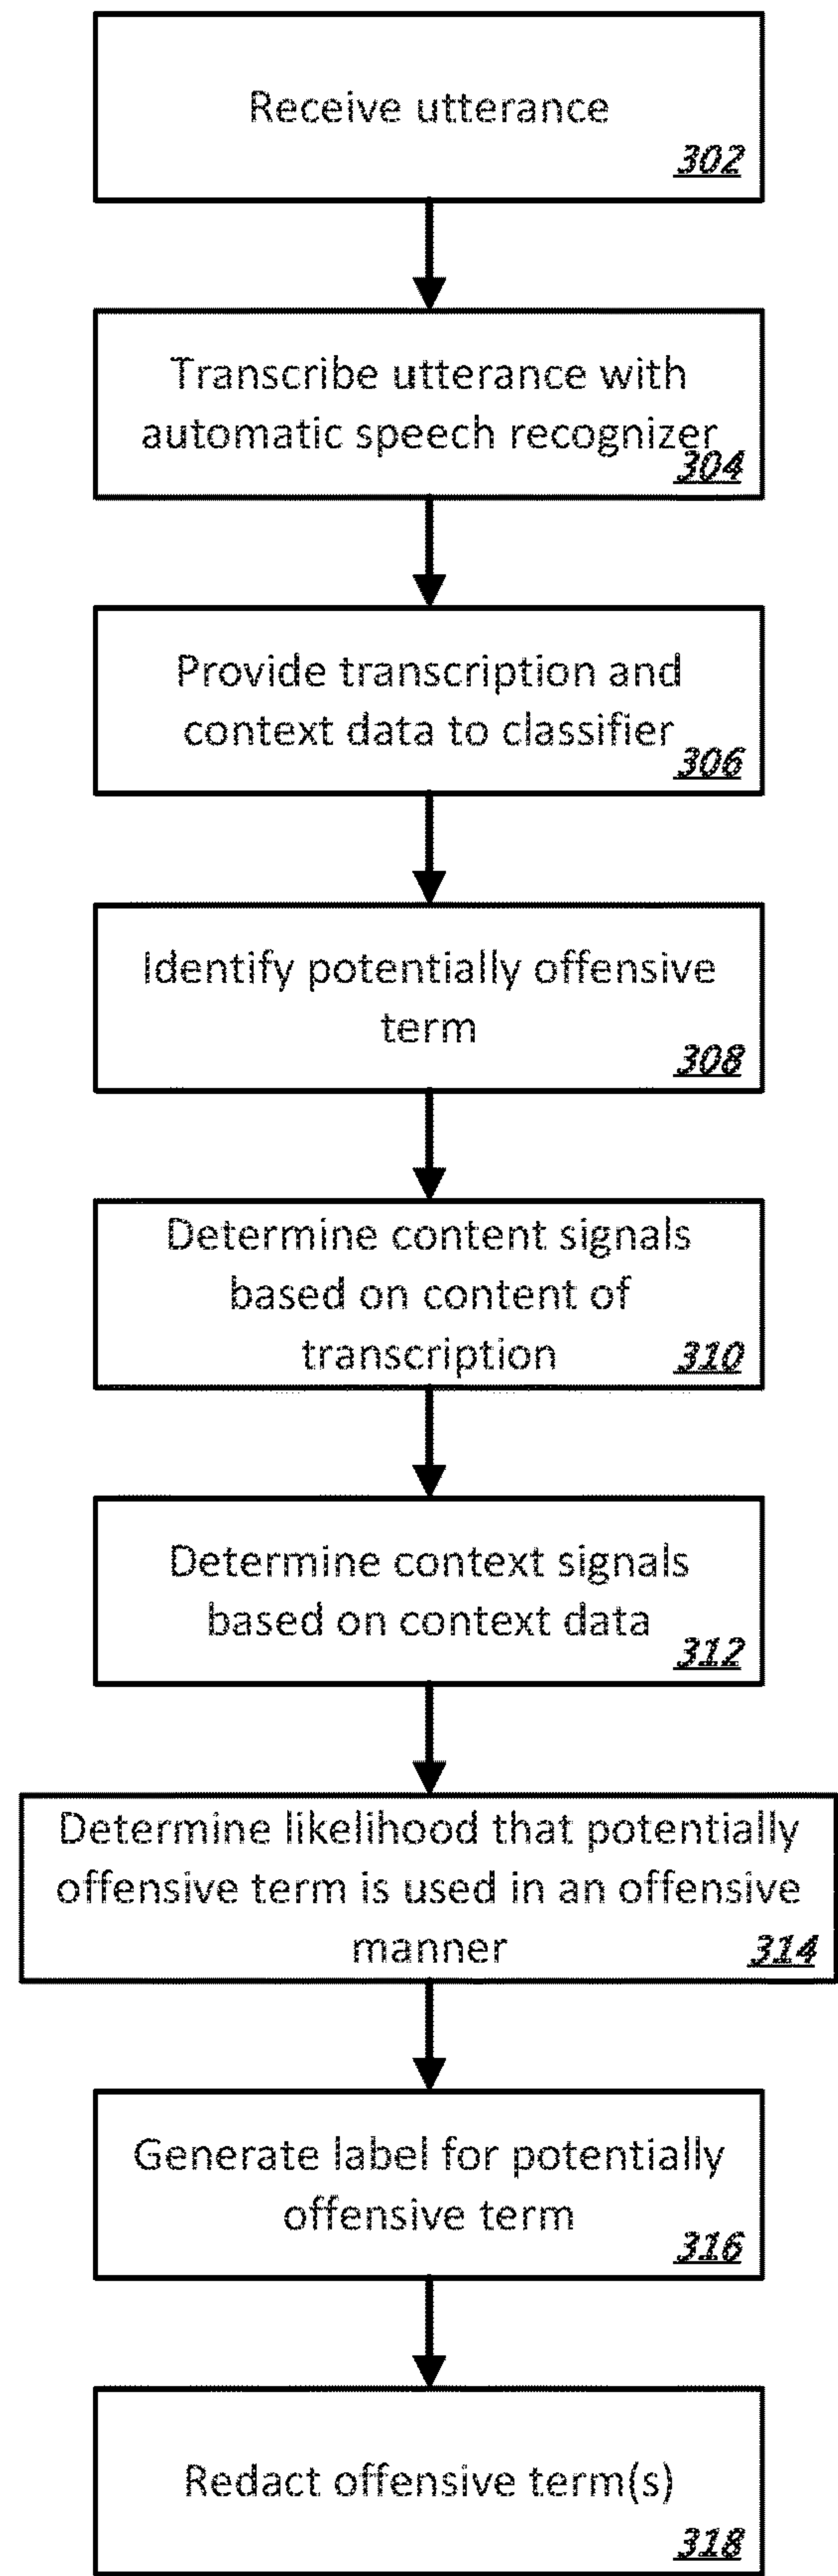 Receive utterance
302
Transcribe utterance with
automatic speech recognizer
304
Provide transcription and
context data to classifier
306
Identify potentially offensive
term
308
Determine content signals
based on content of
transcription
310
Determine context signals
based on context data
312
Determine likelihood that potentially
offensive term is used in an offensive
manner
314
Generate label for potentially
offensive term
316
Redact offensive term(s)
318